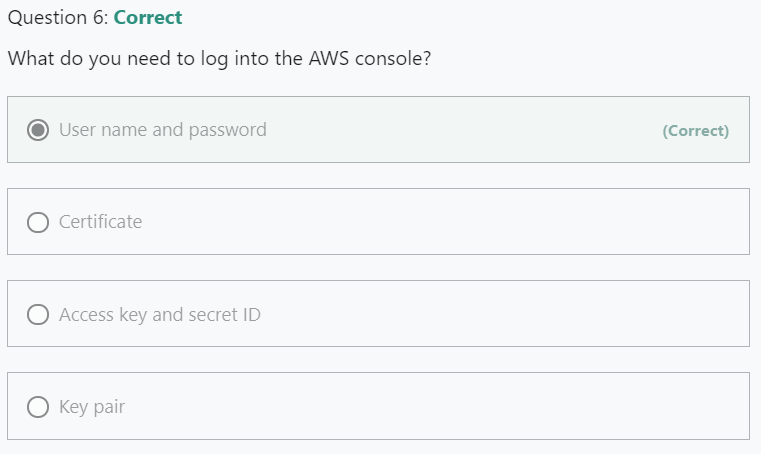 Question 6: Correct
What do you need to log into the AWS console?
User name and password (Correct)
Certificate
Access key and secret ID
Key pair